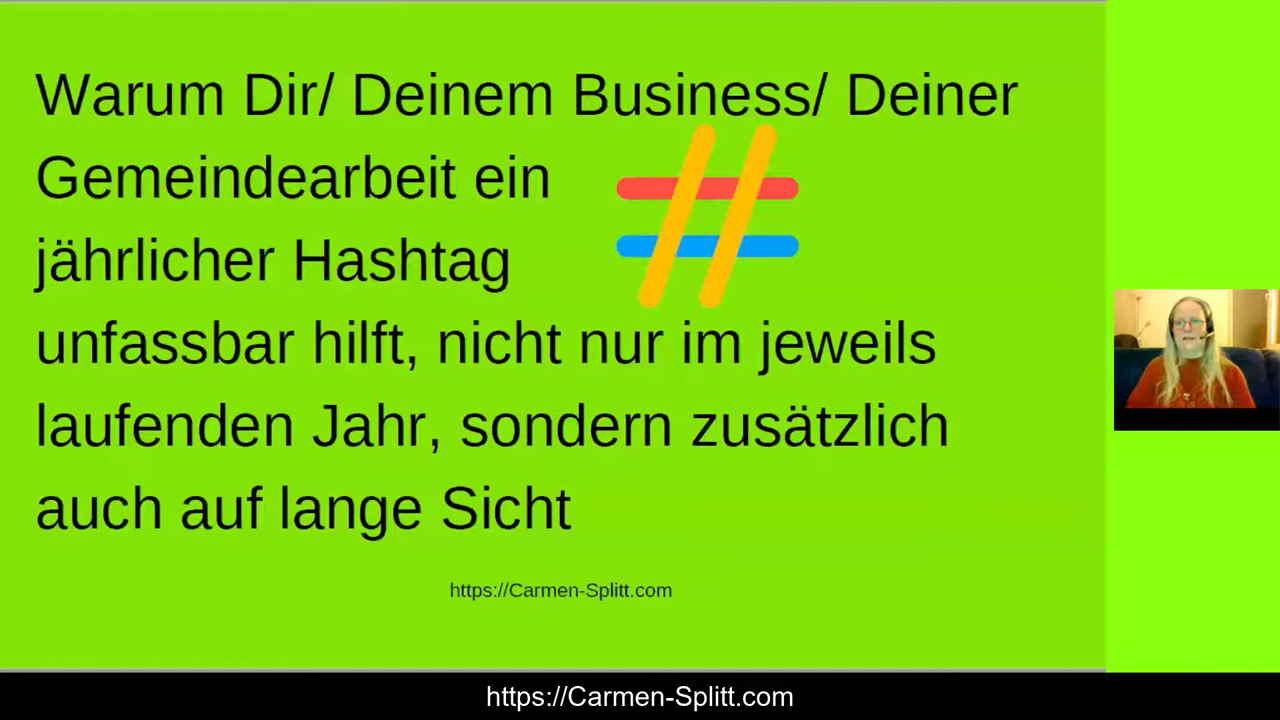 Warum Dir/ Deinem Business/ Deiner
Gemeindearbeit ein
jährlicher Hashtag
unfassbar hilft, nicht nur im jeweils
laufenden Jahr, sondern zusätzlich
auch auf lange Sicht
https://Carmen-Splitt.com
https://Carmen-Splitt.com